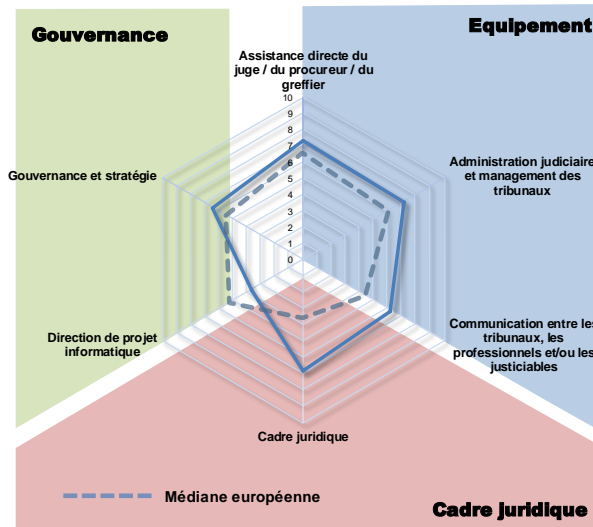 Gouvernance
Equipement
Assistance directe du
juge / du procureur / du
greffier
10
9
8
7
6
5
4
3
2
1
0
Gouvernance et stratégie
Administration judiciaire
et management des
tribunaux
Direction de projet
informatique
Communication entre les
tribunaux, les
professionnels et/ou les
justiciables
Cadre juridique
Médiane européenne
Cadre juridique